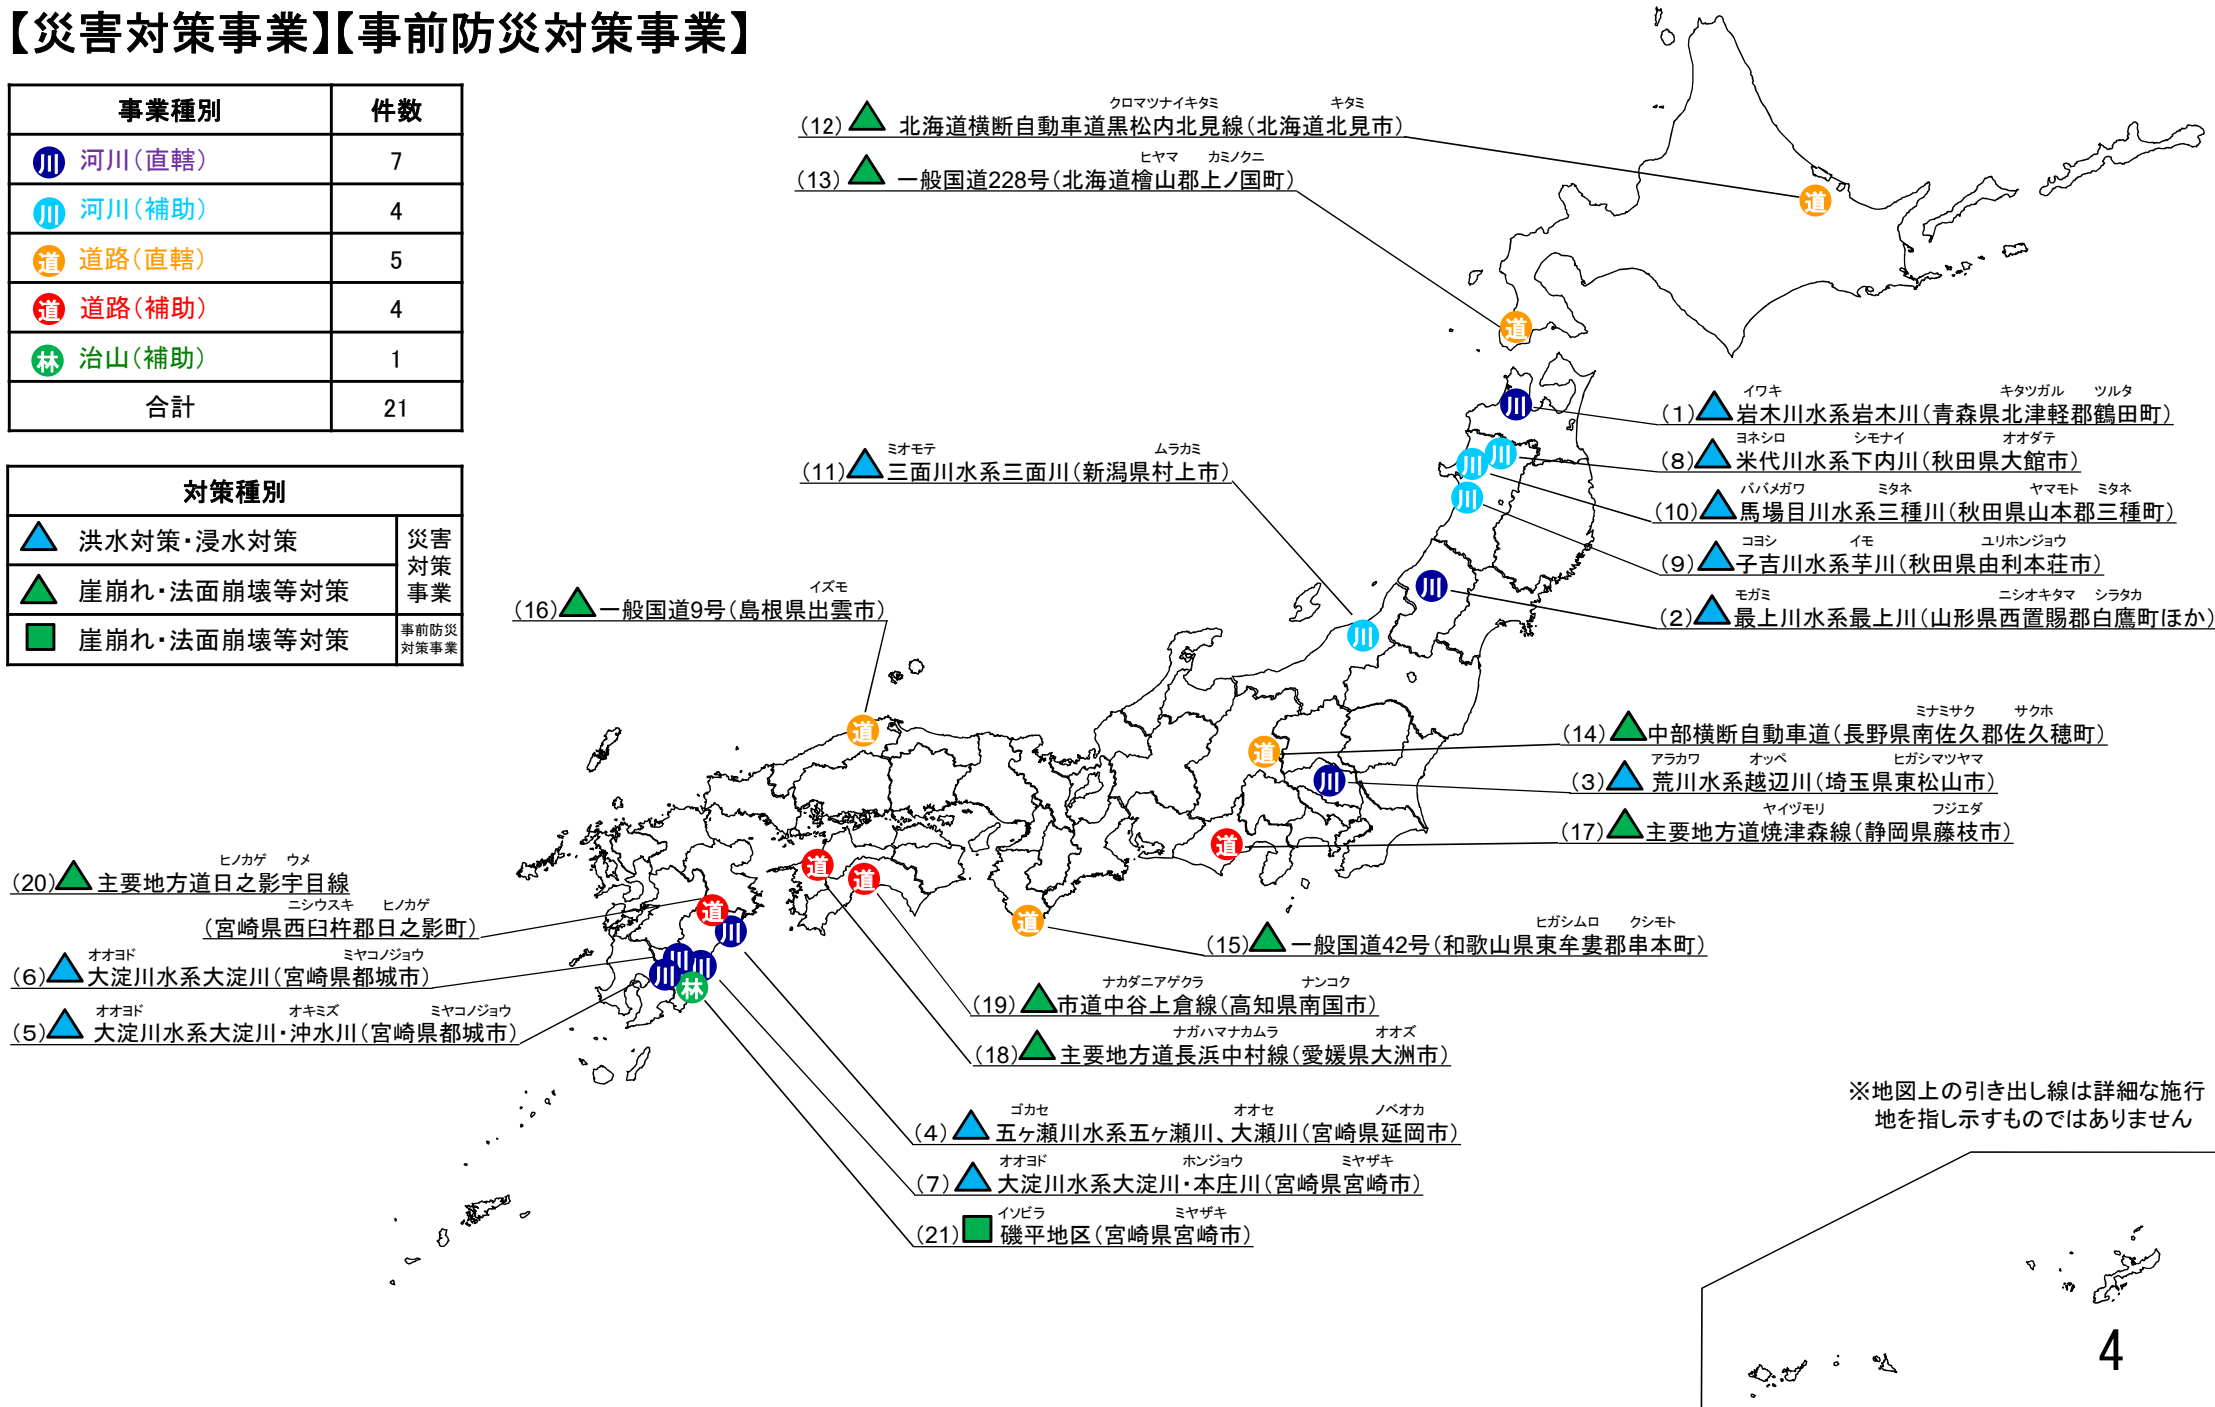 【災害対策事業】【事前防災対策事業】
事業種別 件数
川 河川(直轄) 7
川 河川(補助) 4
道 道路(直轄) 5
道 道路(補助) 4
林 治山(補助) 1
合計 21
対策種別
洪水対策・浸水対策
崖崩れ・法面崩壊等対策
災害
対策
事業
崖崩れ・法面崩壊等対策
事前防災
対策事業
クロマツナイキタミ キタミ
(12) 北海道横断自動車道黒松内北見線(北海道北見市)
ヒヤマ カミノクニ
(13) 一般国道228号(北海道檜山郡上ノ国町)
ミオモテ ムラカミ
(11) 三面川水系三面川(新潟県村上市)
イズモ
(16) 一般国道9号(島根県出雲市)
イワキ キタツガル ツルタ
(1) 岩木川水系岩木川(青森県北津軽郡鶴田町)
ヨネシロ シモナイ オオダテ
(8) 米代川水系下内川(秋田県大館市)
ババメガワ ミタネ ヤマモト ミタネ
(10) 馬場目川水系三種川(秋田県山本郡三種町)
コヨシ イモ ユリホンジョウ
(9) 子吉川水系芋川(秋田県由利本荘市)
モガミ ニシオキタマ シラタカ
(2) 最上川水系最上川(山形県西置賜郡白鷹町ほか)
ミナミサク サクホ
(14) 中部横断自動車道(長野県南佐久郡佐久穂町)
アラカワ オッペ ヒガシマツヤマ
(3) 荒川水系越辺川(埼玉県東松山市)
ヤイヅモリ フジエダ
(17) 主要地方道焼津森線(静岡県藤枝市)
ヒガシムロ クシモト
(15) 一般国道42号(和歌山県東牟婁郡串本町)
ヒノカゲ ウメ
(20) 主要地方道日之影宇目線
ニシウスキ ヒノカゲ
(宮崎県西臼杵郡日之影町)
オオヨド ミヤコノジョウ
(6) 大淀川水系大淀川(宮崎県都城市)
オオヨド オキミズ ミヤコノジョウ
(5) 大淀川水系大淀川・沖水川(宮崎県都城市)
ナカダニアゲクラ ナンコク
(19) 市道中谷上倉線(高知県南国市)
ナガハマナカムラ オオズ
(18) 主要地方道長浜中村線(愛媛県大洲市)
ゴカセ オオセ ノベオカ
(4) 五ヶ瀬川水系五ヶ瀬川、大瀬川(宮崎県延岡市)
オオヨド ホンジョウ ミヤザキ
(7) 大淀川水系大淀川・本庄川(宮崎県宮崎市)
イソビラ ミヤザキ
(21) 磯平地区(宮崎県宮崎市)
道
道
川
川
川
川
川
川
道
道
川
道
道
道
道
道
川
川
川
川
林
※地図上の引き出し線は詳細な施行
地を指し示すものではありません
4